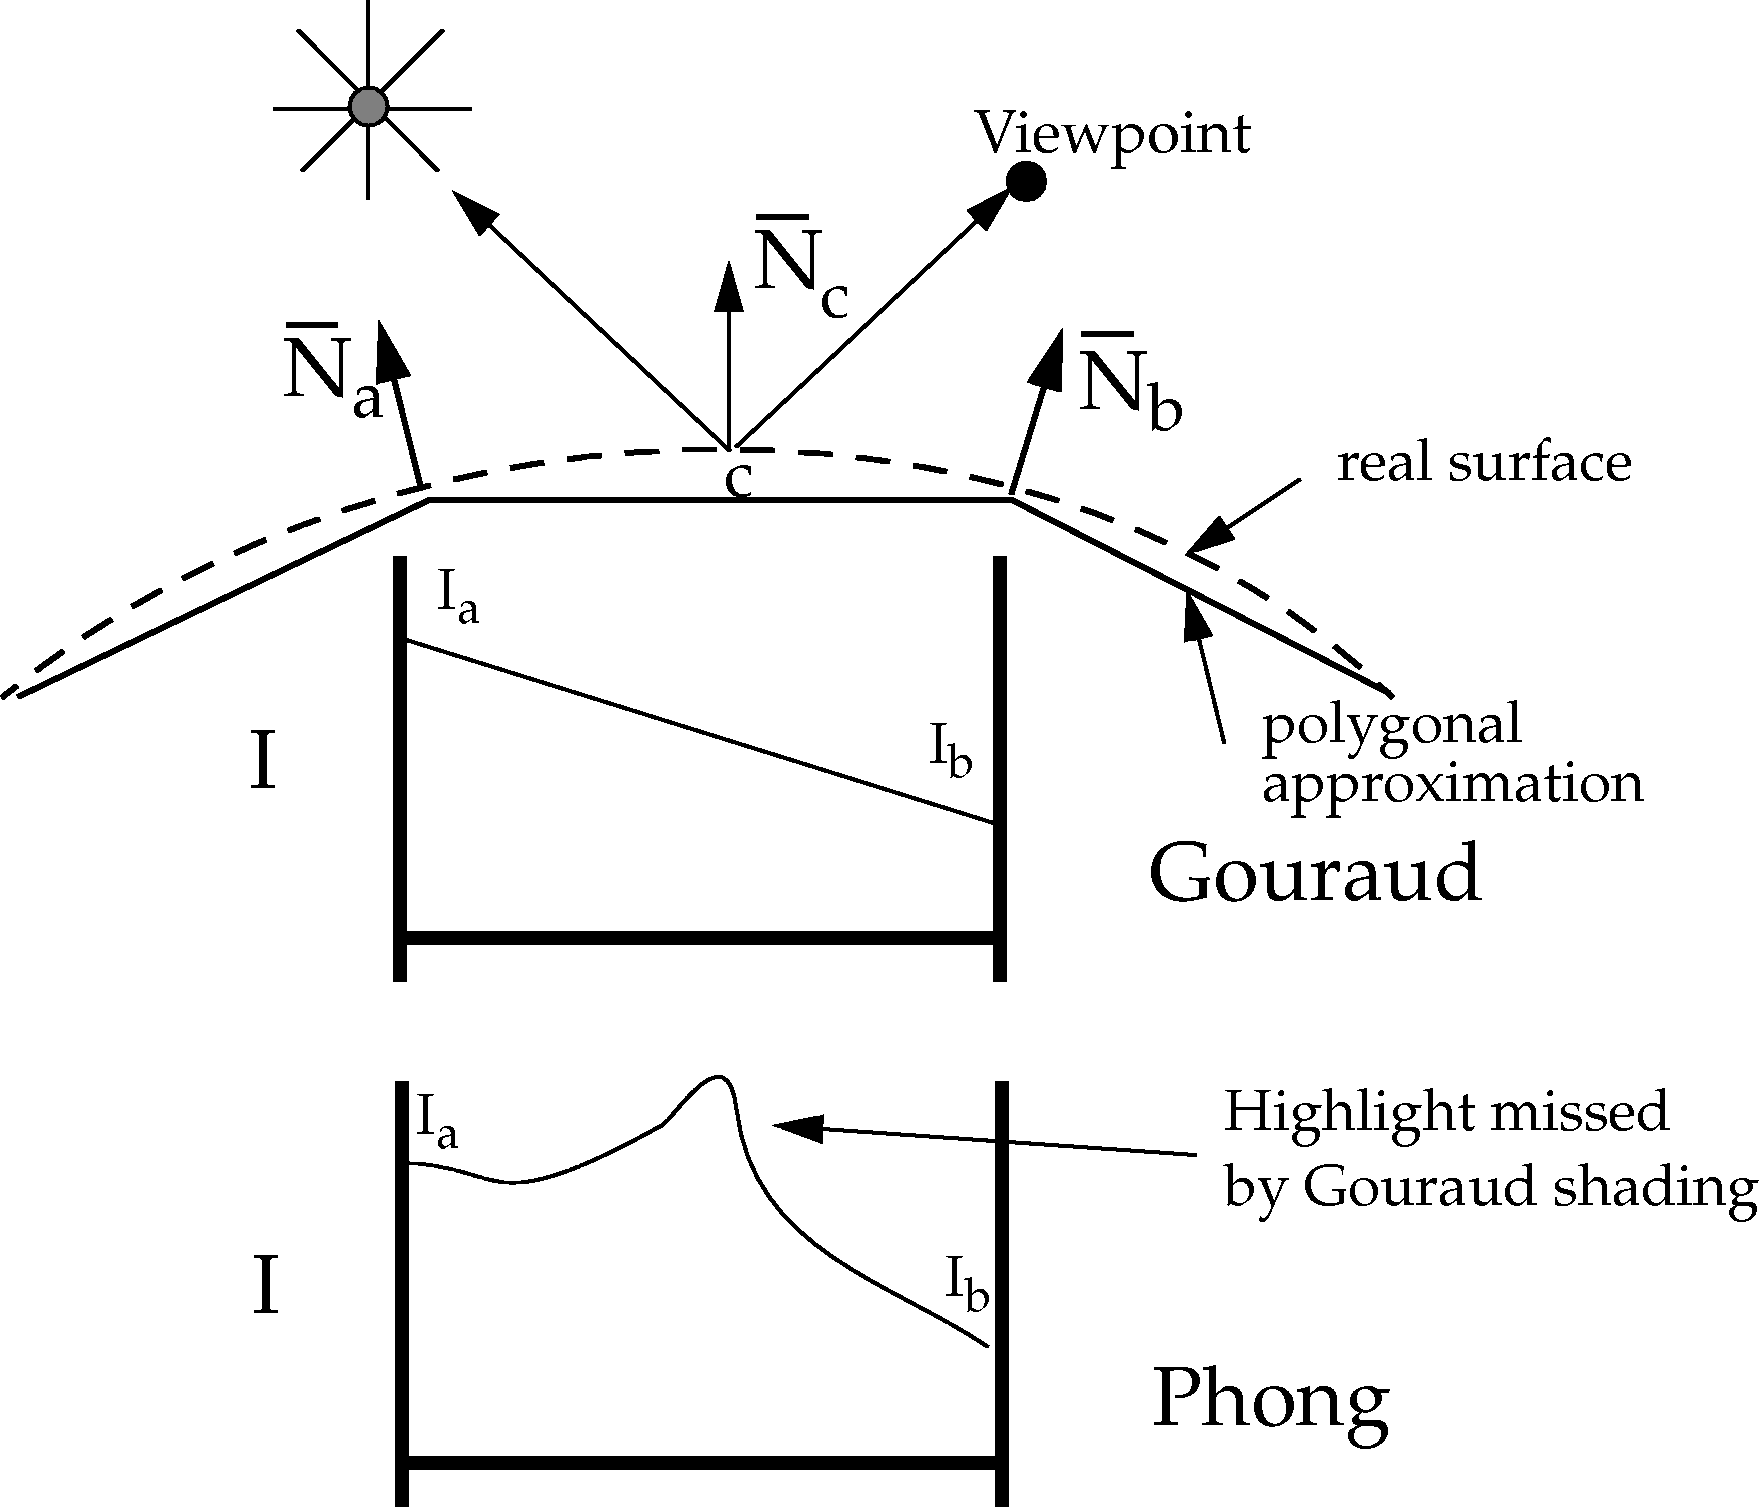 Viewpoint
N̅c
N̅a
N̅b
c
real surface
Ia
Ib
I
polygonal
approximation
Gouraud
Ia
Highlight missed
by Gouraud shading
I
Ib
Phong